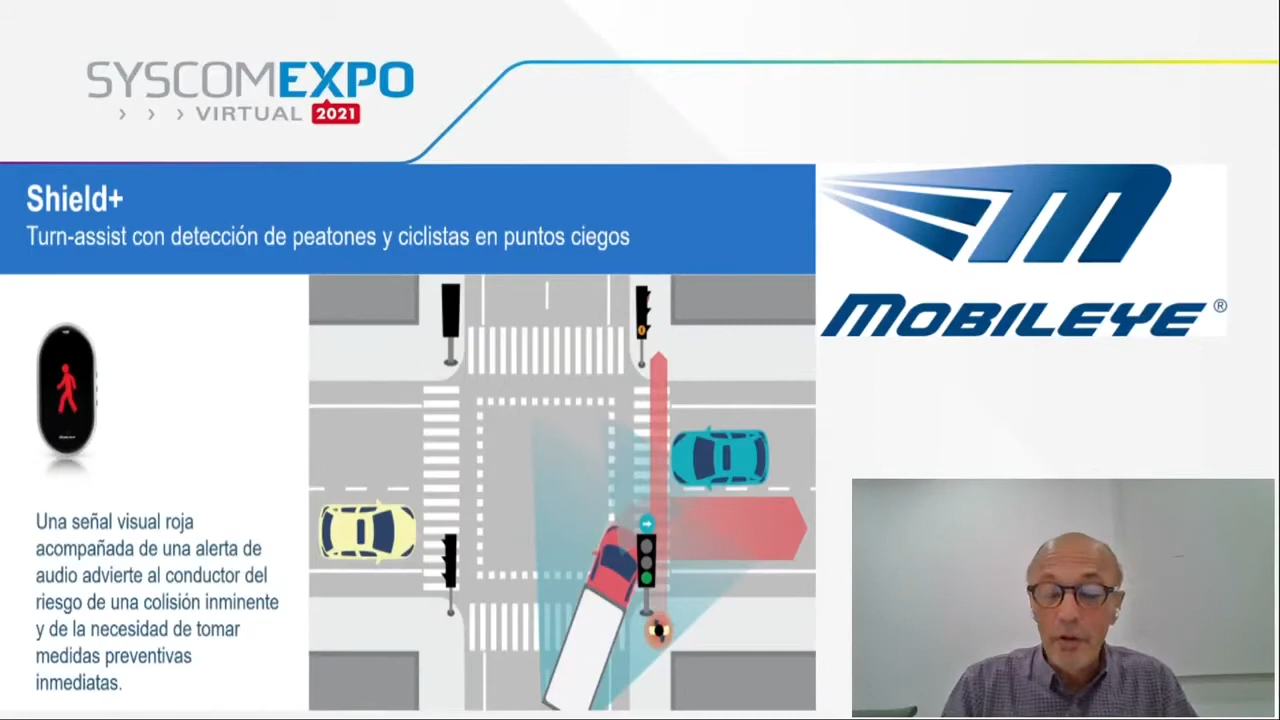 SYSCOMEXPO
VIRTUAL 2021
Shield+
Turn-assist con detección de peatones y ciclistas en puntos ciegos
MOBILEYE®
Una señal visual roja
acompañada de una alerta de
audio advierte al conductor del
riesgo de una colisión inminente
y de la necesidad de tomar
medidas preventivas
inmediatas.